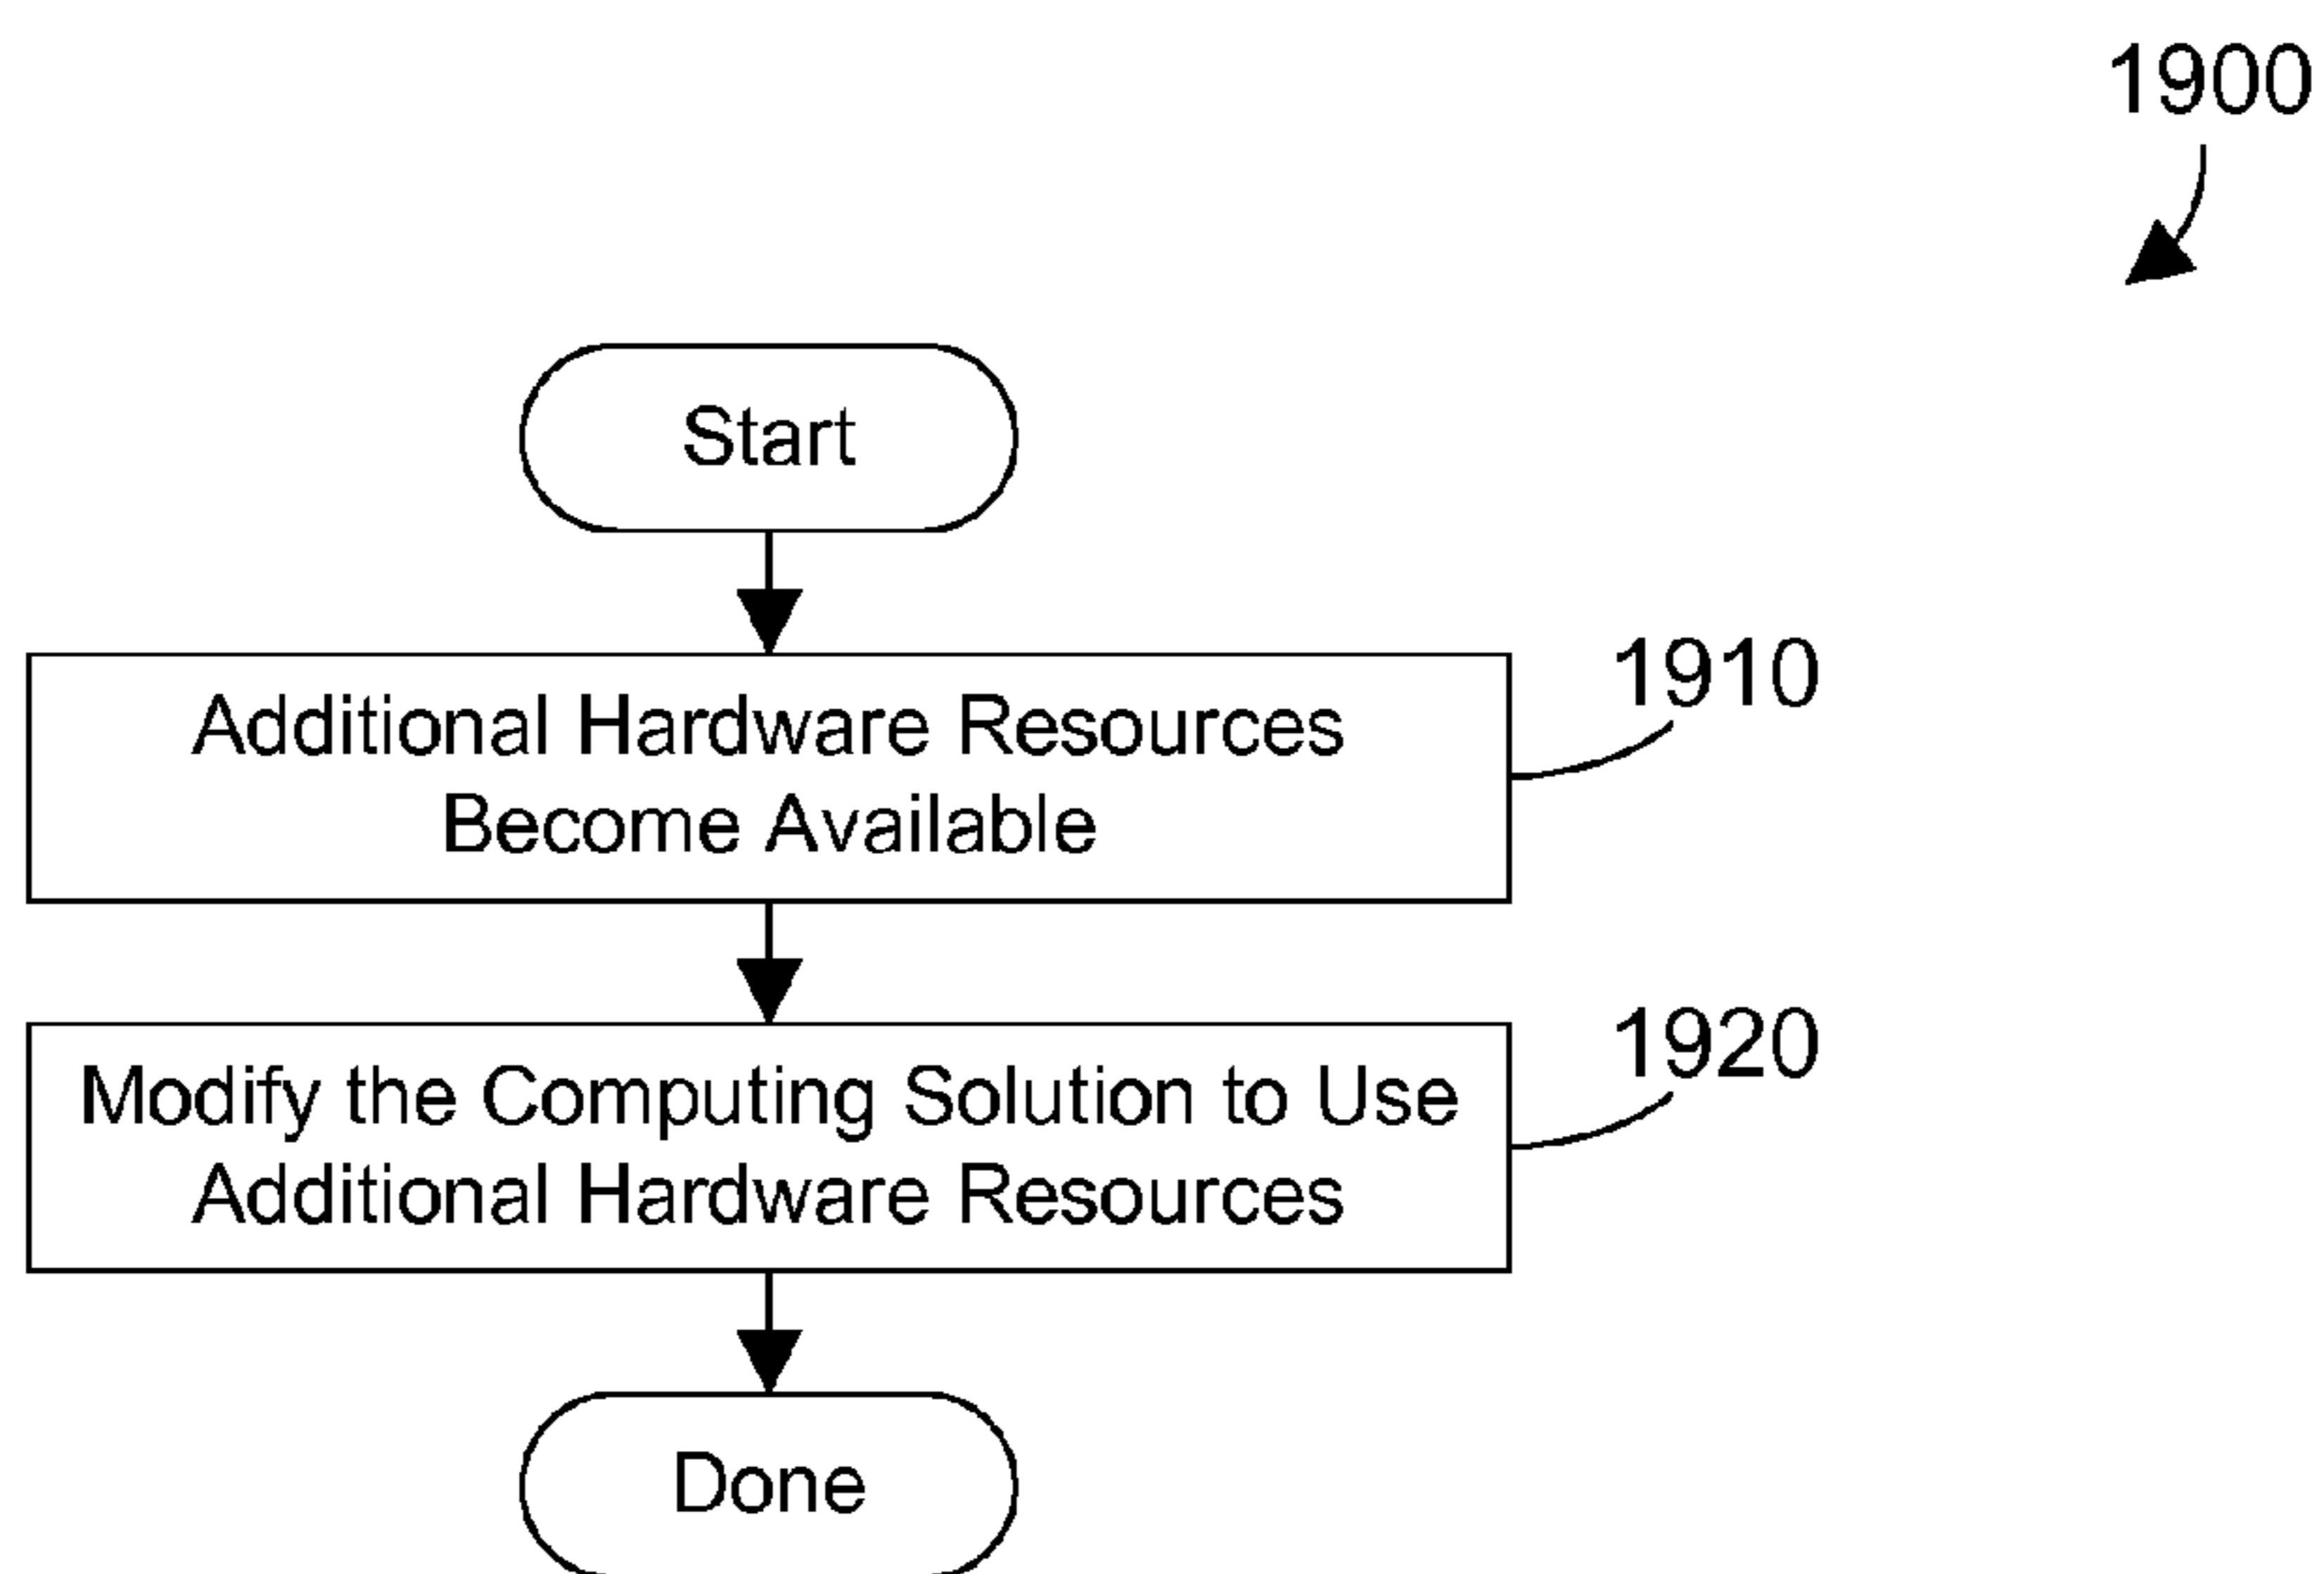 1900
Start
Additional Hardware Resources
Become Available
1910
Modify the Computing Solution to Use
Additional Hardware Resources
1920
Done